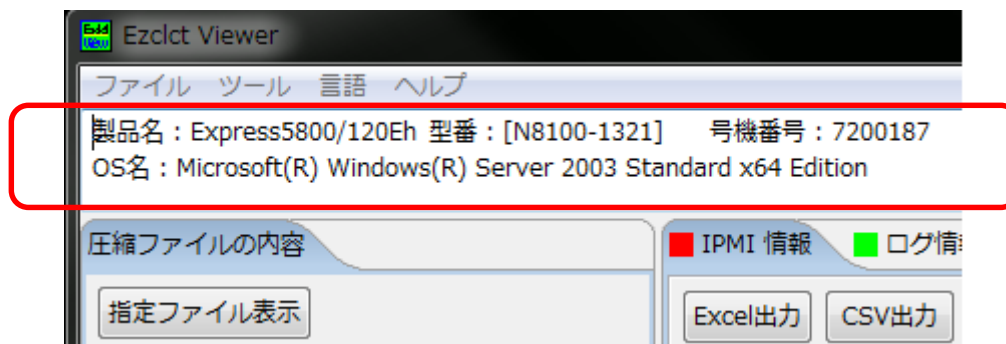 Ezclct Viewer
ファイル ツール 言語 ヘルプ
製品名：Express5800/120Eh 型番：[N8100-1321] 号機番号：7200187
OS名：Microsoft(R) Windows(R) Server 2003 Standard x64 Edition
圧縮ファイルの内容
IPMI 情報 ログ情
指定ファイル表示
Excel出力 CSV出力